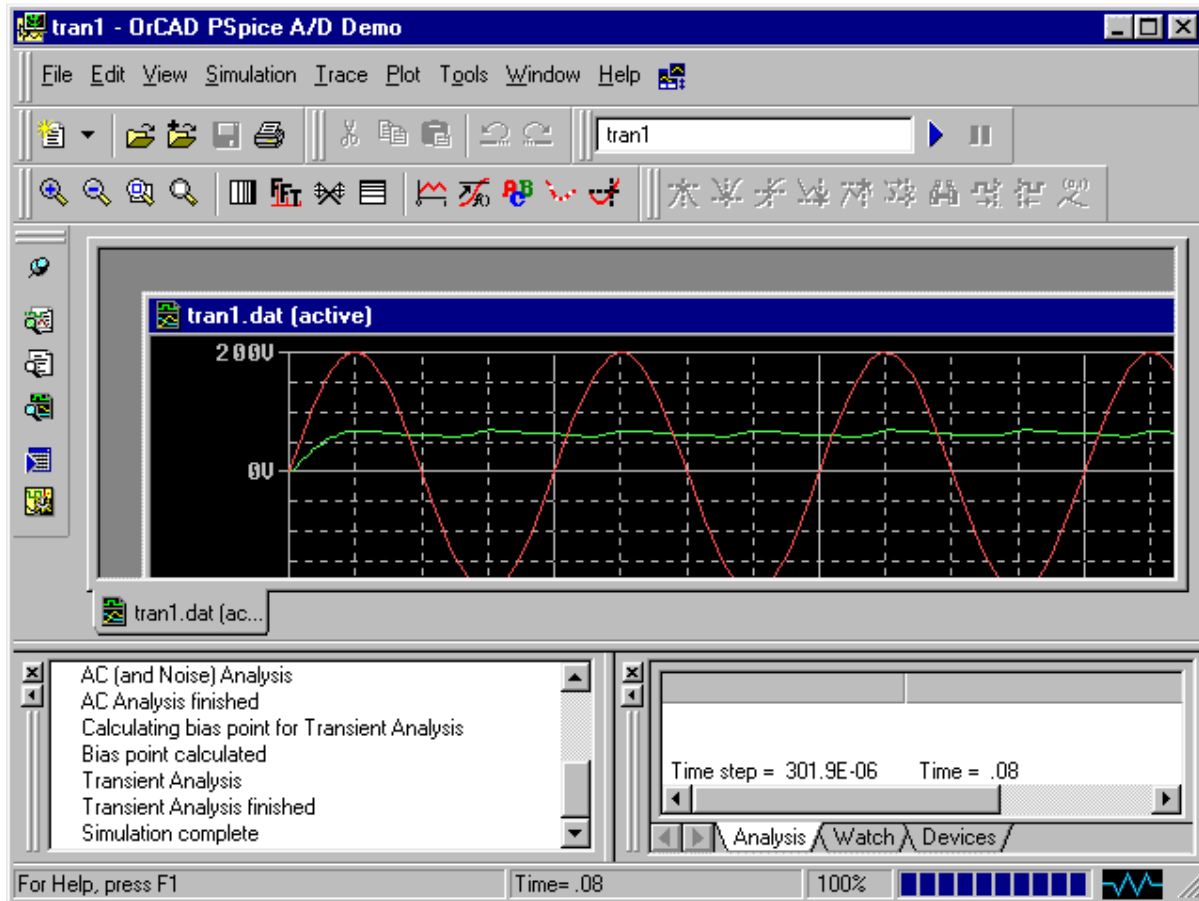 tran1 - OrCAD PSpice A/D Demo
File Edit View Simulation Trace Plot Tools Window Help
tran1
FFT
ABC
tran1.dat (active)
200V
0V
tran1.dat (ac...
AC (and Noise) Analysis
AC Analysis finished
Calculating bias point for Transient Analysis
Bias point calculated
Transient Analysis
Transient Analysis finished
Simulation complete
Time step = 301.9E-06 Time = .08
Analysis Watch Devices
For Help, press F1 Time= .08 100%